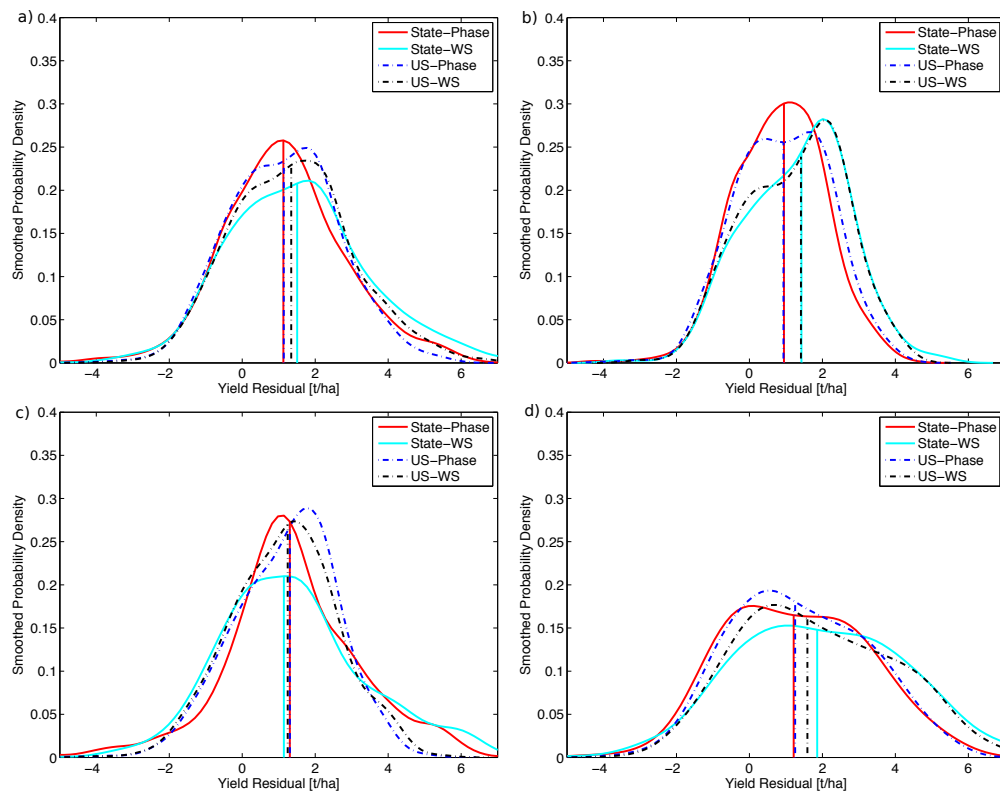 a)
State-Phase
State-WS
US-Phase
US-WS
0.4
0.35
0.3
0.25
0.2
0.15
0.1
0.05
0
Smoothed Probability Density
−4
−2
0
2
4
6
Yield Residual [t/ha]
b)
State-Phase
State-WS
US-Phase
US-WS
0.4
0.35
0.3
0.25
0.2
0.15
0.1
0.05
0
Smoothed Probability Density
−4
−2
0
2
4
6
Yield Residual [t/ha]
c)
State-Phase
State-WS
US-Phase
US-WS
0.4
0.35
0.3
0.25
0.2
0.15
0.1
0.05
0
Smoothed Probability Density
−4
−2
0
2
4
6
Yield Residual [t/ha]
d)
State-Phase
State-WS
US-Phase
US-WS
0.4
0.35
0.3
0.25
0.2
0.15
0.1
0.05
0
Smoothed Probability Density
−4
−2
0
2
4
6
Yield Residual [t/ha]